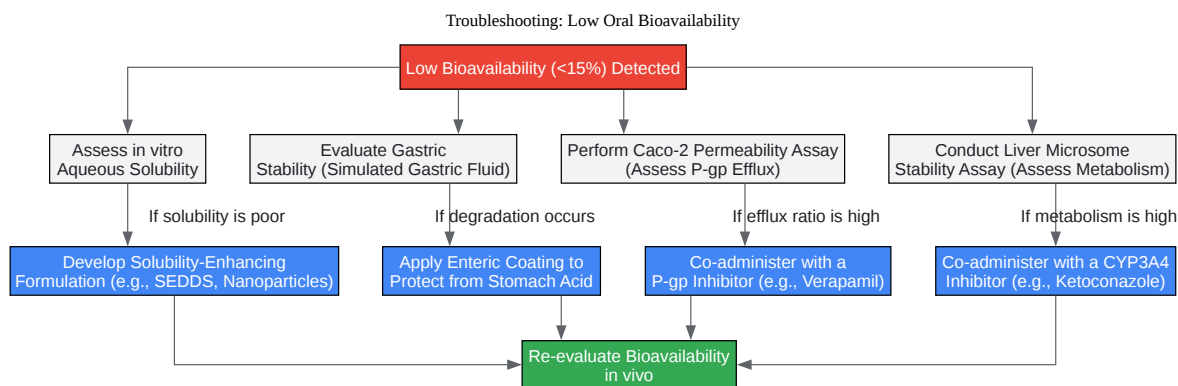 Troubleshooting: Low Oral Bioavailability
Low Bioavailability (<15%) Detected
Assess in vitro
Aqueous Solubility
Evaluate Gastric
Stability (Simulated Gastric Fluid)
Perform Caco-2 Permeability Assay
(Assess P-gp Efflux)
Conduct Liver Microsome
Stability Assay (Assess Metabolism)
If solubility is poor
If degradation occurs
If efflux ratio is high
If metabolism is high
Develop Solubility-Enhancing
Formulation (e.g., SEDDS, Nanoparticles)
Apply Enteric Coating to
Protect from Stomach Acid
Co-administer with a
P-gp Inhibitor (e.g., Verapamil)
Co-administer with a CYP3A4
Inhibitor (e.g., Ketoconazole)
Re-evaluate Bioavailability
in vivo